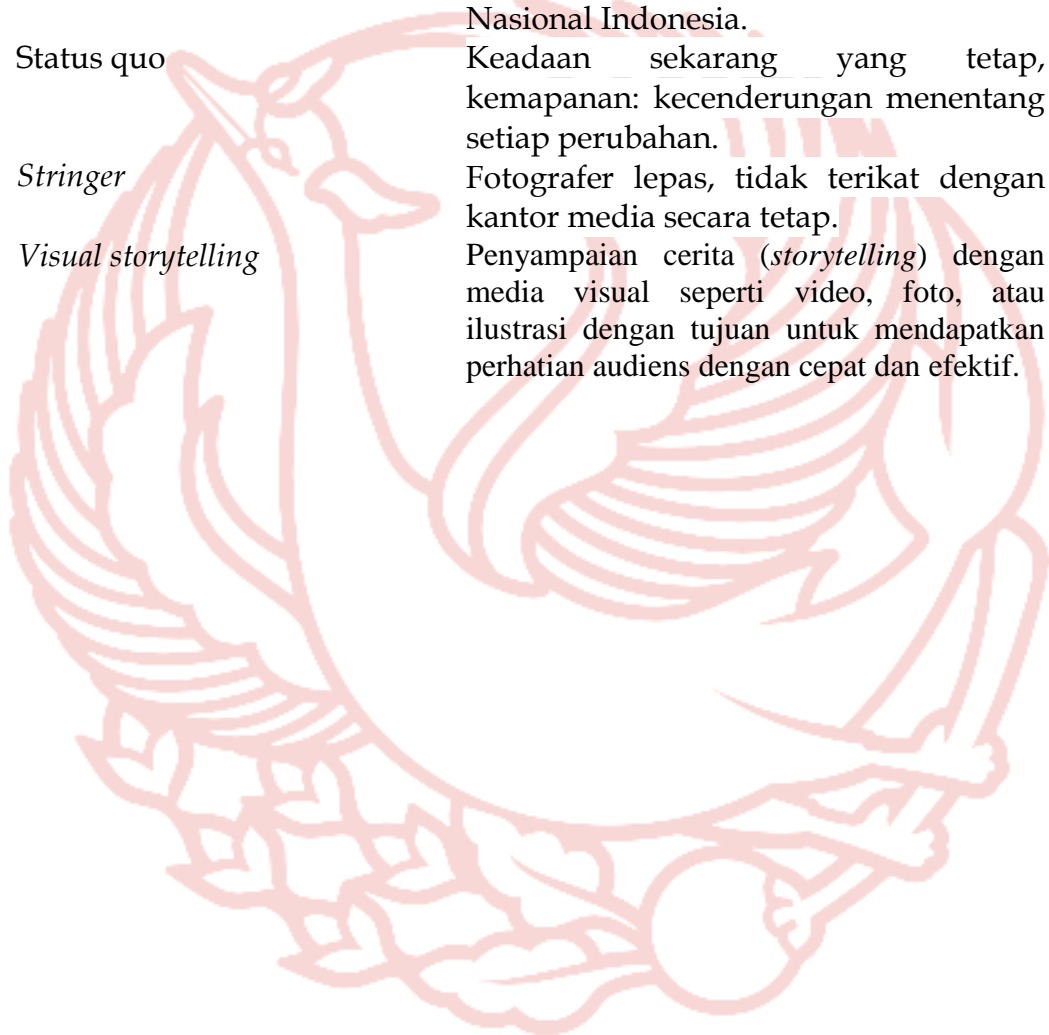 Nasional Indonesia.
Status quo Keadaan sekarang yang tetap,
kemapanan: kecenderungan menentang
setiap perubahan.
Stringer Fotografer lepas, tidak terikat dengan
kantor media secara tetap.
Visual storytelling Penyampaian cerita (storytelling) dengan
media visual seperti video, foto, atau
ilustrasi dengan tujuan untuk mendapatkan
perhatian audiens dengan cepat dan efektif.